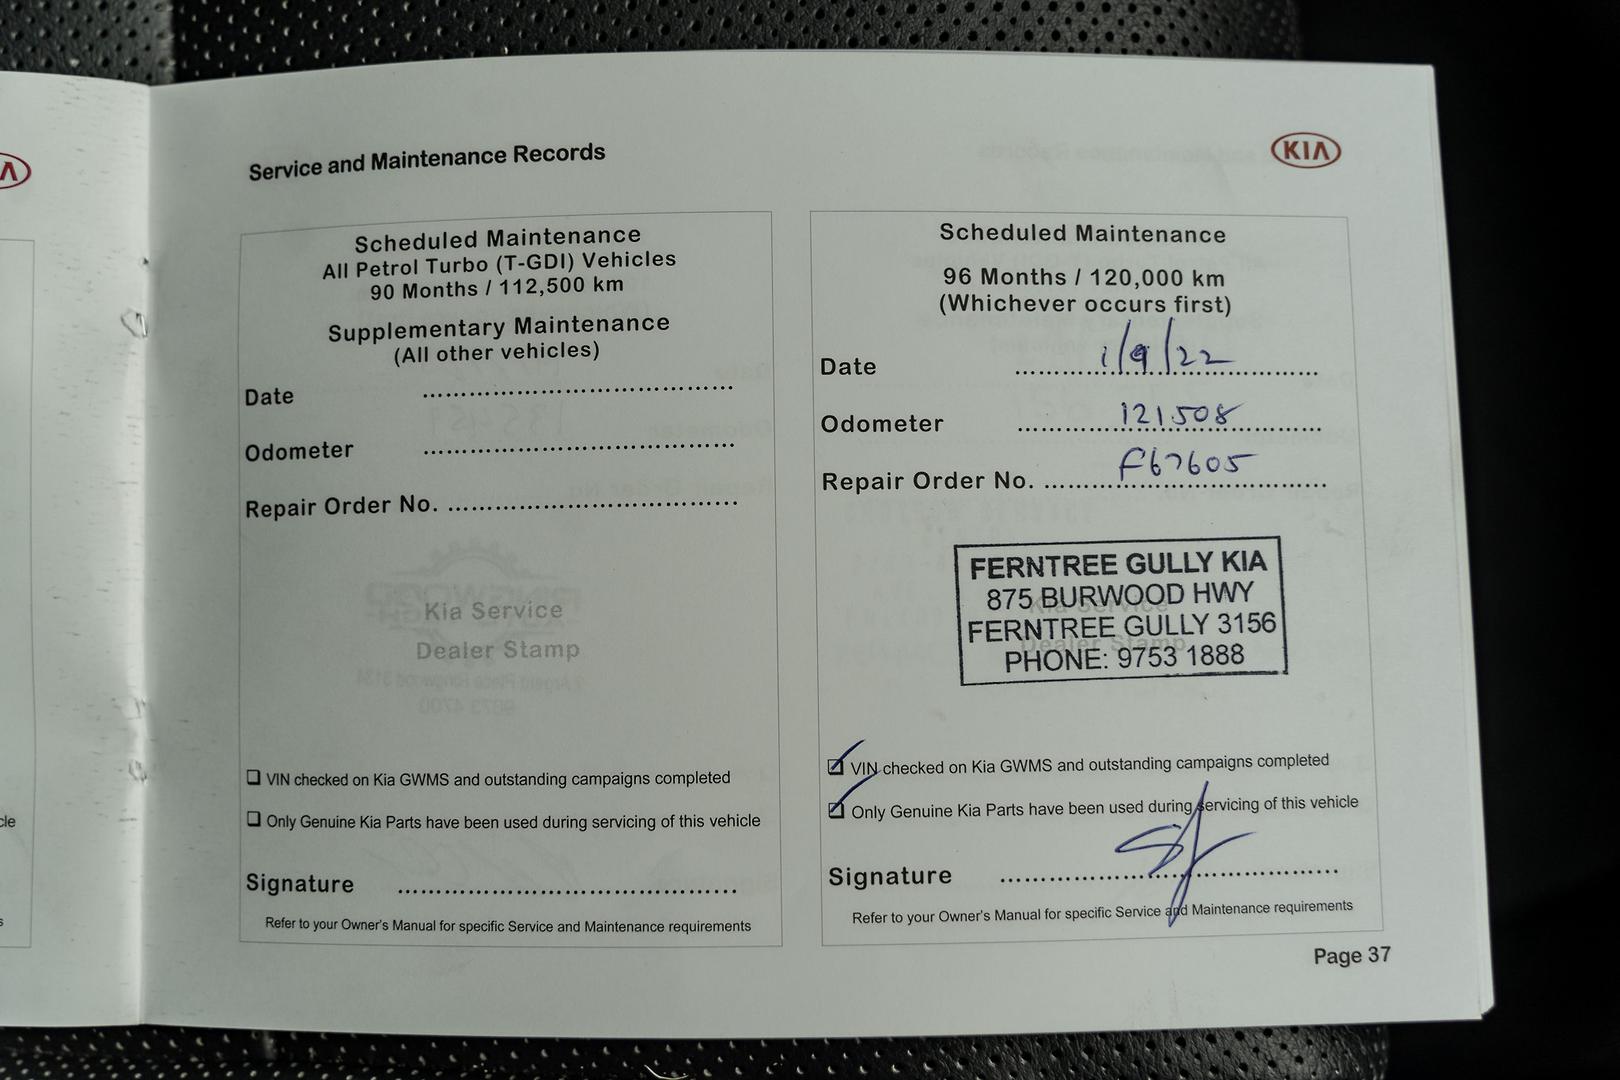 Service and Maintenance Records
KIA
Scheduled Maintenance
All Petrol Turbo (T-GDI) Vehicles
90 Months / 112,500 km
Supplementary Maintenance
(All other vehicles)
Date
Odometer
Repair Order No.
Kia Service
Dealer Stamp
VIN checked on Kia GWMS and outstanding campaigns completed
Only Genuine Kia Parts have been used during servicing of this vehicle
Signature
Refer to your Owner's Manual for specific Service and Maintenance requirements
Scheduled Maintenance
96 Months / 120,000 km
(Whichever occurs first)
Date 1/9/22
Odometer 121508
Repair Order No. F67605
FERNTREE GULLY KIA
875 BURWOOD HWY
Kia Service
FERNTREE GULLY 3156
Dealer Stamp
PHONE: 9753 1888
VIN checked on Kia GWMS and outstanding campaigns completed
Only Genuine Kia Parts have been used during servicing of this vehicle
Signature
Refer to your Owner's Manual for specific Service and Maintenance requirements
Page 37